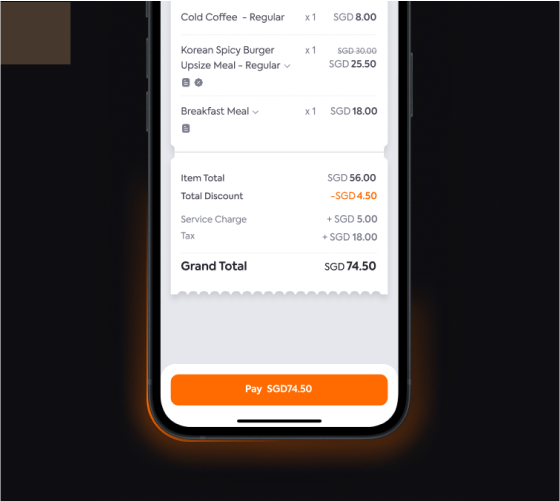 Cold Coffee - Regular x 1 SGD 8.00
Korean Spicy Burger x 1 SGD 30.00
Upsize Meal - Regular SGD 25.50
Breakfast Meal x 1 SGD 18.00
Item Total SGD 56.00
Total Discount -SGD 4.50
Service Charge + SGD 5.00
Tax + SGD 18.00
Grand Total SGD 74.50
Pay SGD74.50